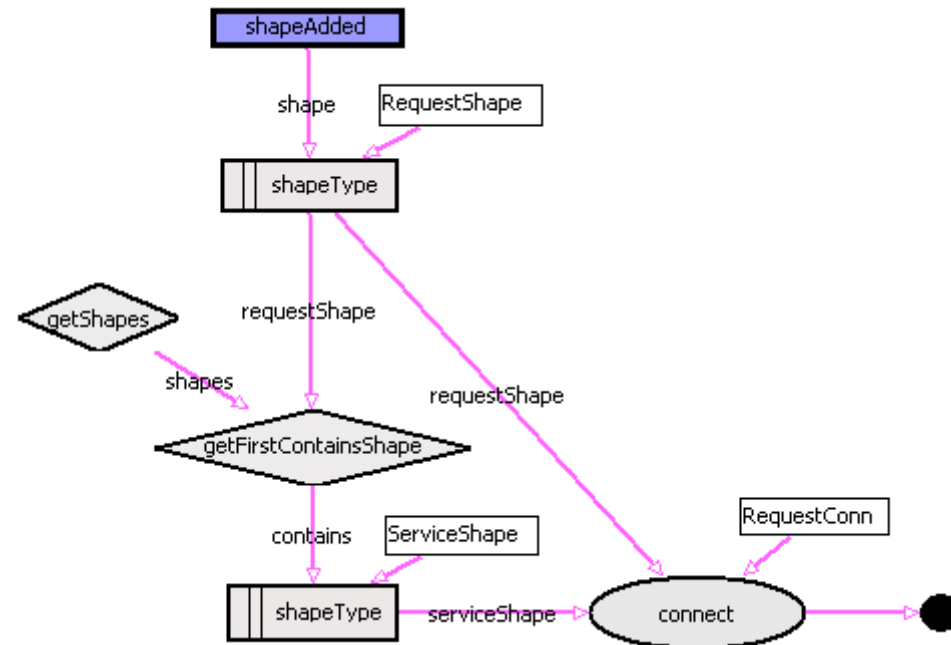 shapeAdded
shape
RequestShape
shapeType
getShapes
requestShape
shapes
requestShape
getFirstContainsShape
contains
ServiceShape
RequestConn
shapeType
serviceShape
connect